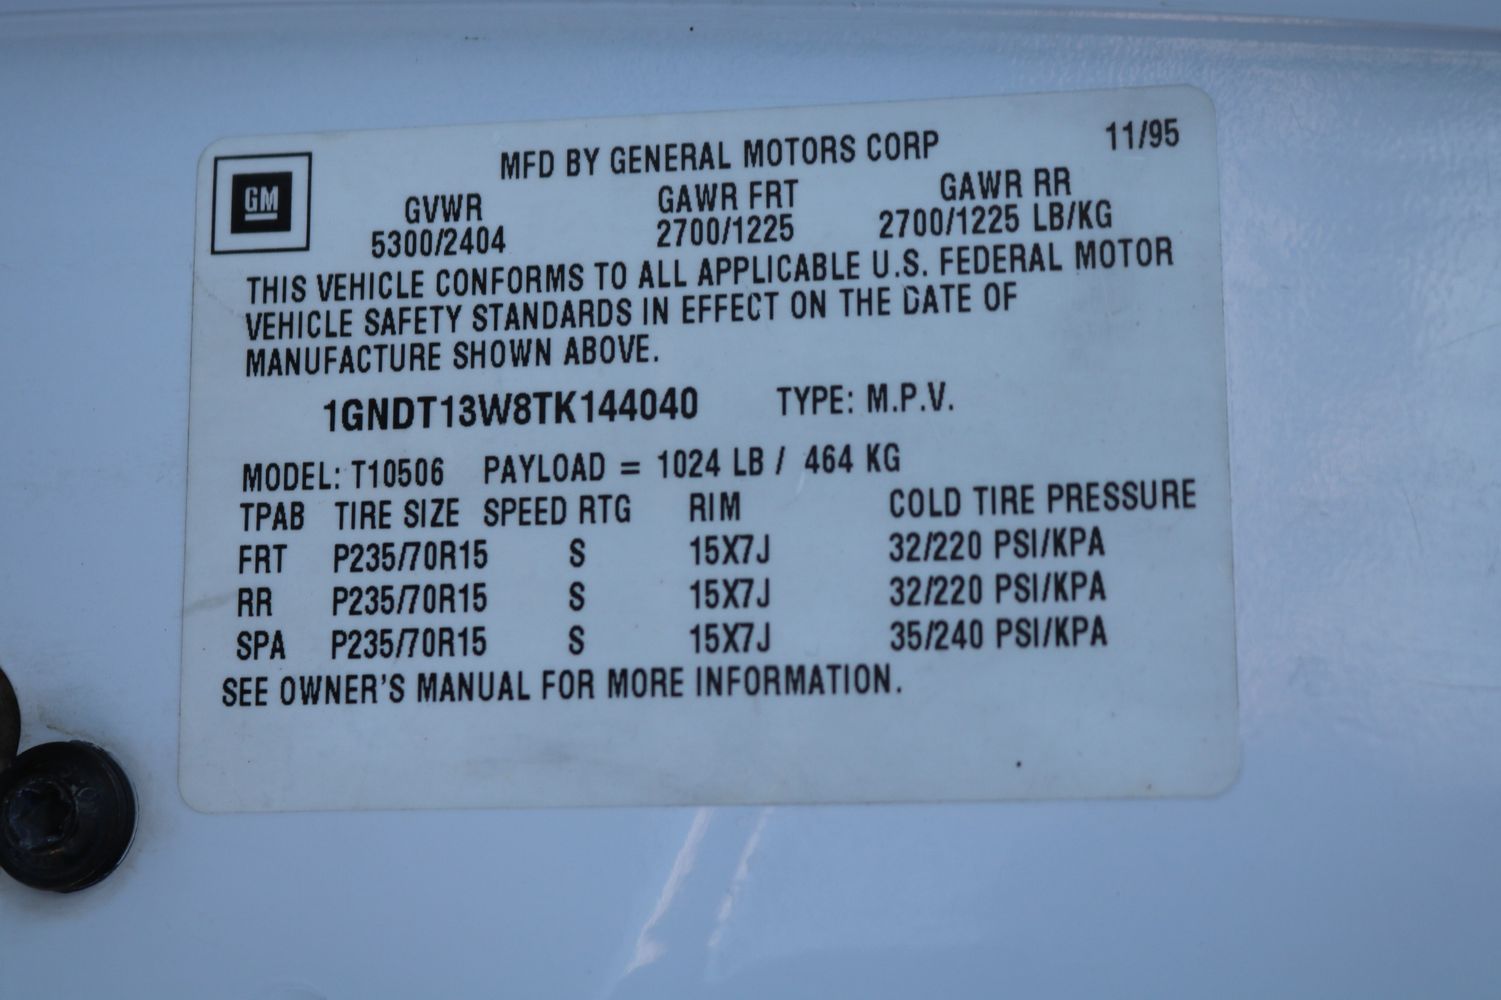 GM
MFD BY GENERAL MOTORS CORP 11/95
GVWR GAWR FRT GAWR RR
5300/2404 2700/1225 2700/1225 LB/KG
THIS VEHICLE CONFORMS TO ALL APPLICABLE U.S. FEDERAL MOTOR
VEHICLE SAFETY STANDARDS IN EFFECT ON THE DATE OF
MANUFACTURE SHOWN ABOVE.
1GNDT13W8TK144040 TYPE: M.P.V.
MODEL: T10506 PAYLOAD = 1024 LB / 464 KG
TPAB TIRE SIZE SPEED RTG RIM COLD TIRE PRESSURE
FRT P235/70R15 S 15X7J 32/220 PSI/KPA
RR P235/70R15 S 15X7J 32/220 PSI/KPA
SPA P235/70R15 S 15X7J 35/240 PSI/KPA
SEE OWNER'S MANUAL FOR MORE INFORMATION.